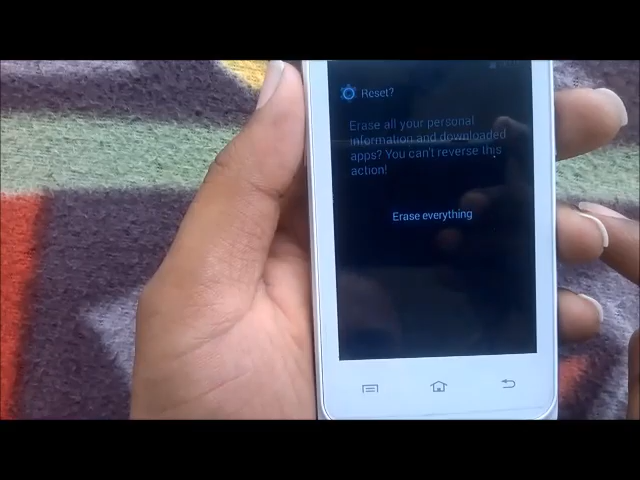 Reset?
Erase all your personal
information and downloaded
apps? You can't reverse this
action!
Erase everything